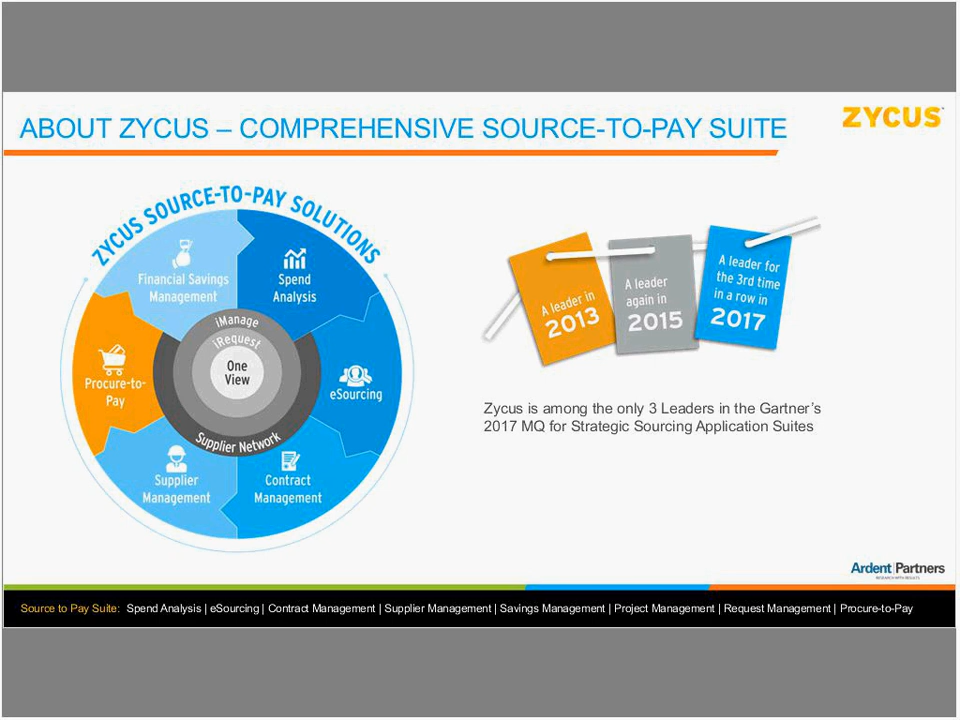 ABOUT ZYCUS – COMPREHENSIVE SOURCE-TO-PAY SUITE
ZYCUS
ZYCUS SOURCE-TO-PAY SOLUTIONS
Financial Savings
Management
Spend
Analysis
eSourcing
Contract
Management
Supplier
Management
Procure-to-
Pay
iManage
iRequest
One
View
Supplier Network
A leader in
2013
A leader
again in
2015
A leader for
the 3rd time
in a row in
2017
Zycus is among the only 3 Leaders in the Gartner’s
2017 MQ for Strategic Sourcing Application Suites
Ardent|Partners
RESEARCH WITH RESULTS
Source to Pay Suite: Spend Analysis | eSourcing | Contract Management | Supplier Management | Savings Management | Project Management | Request Management | Procure-to-Pay